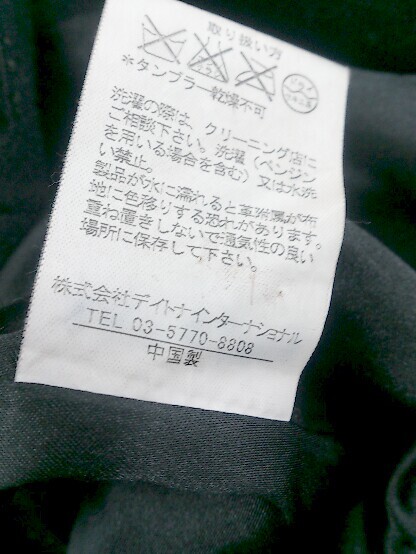 取り扱い方
*タンブラー乾燥不可
洗濯の際は、クリーニング店に
ご相談下さい。洗濯(ベンジン
を用いる場合を含む)又は水洗
い禁止。
製品が水に濡れると革附属が布
地に色移りする恐れがあります。
重ね置きしないで通気性の良い
場所に保存して下さい。
株式会社デイトナインターナショナル
TEL 03-5770-8808
中国製